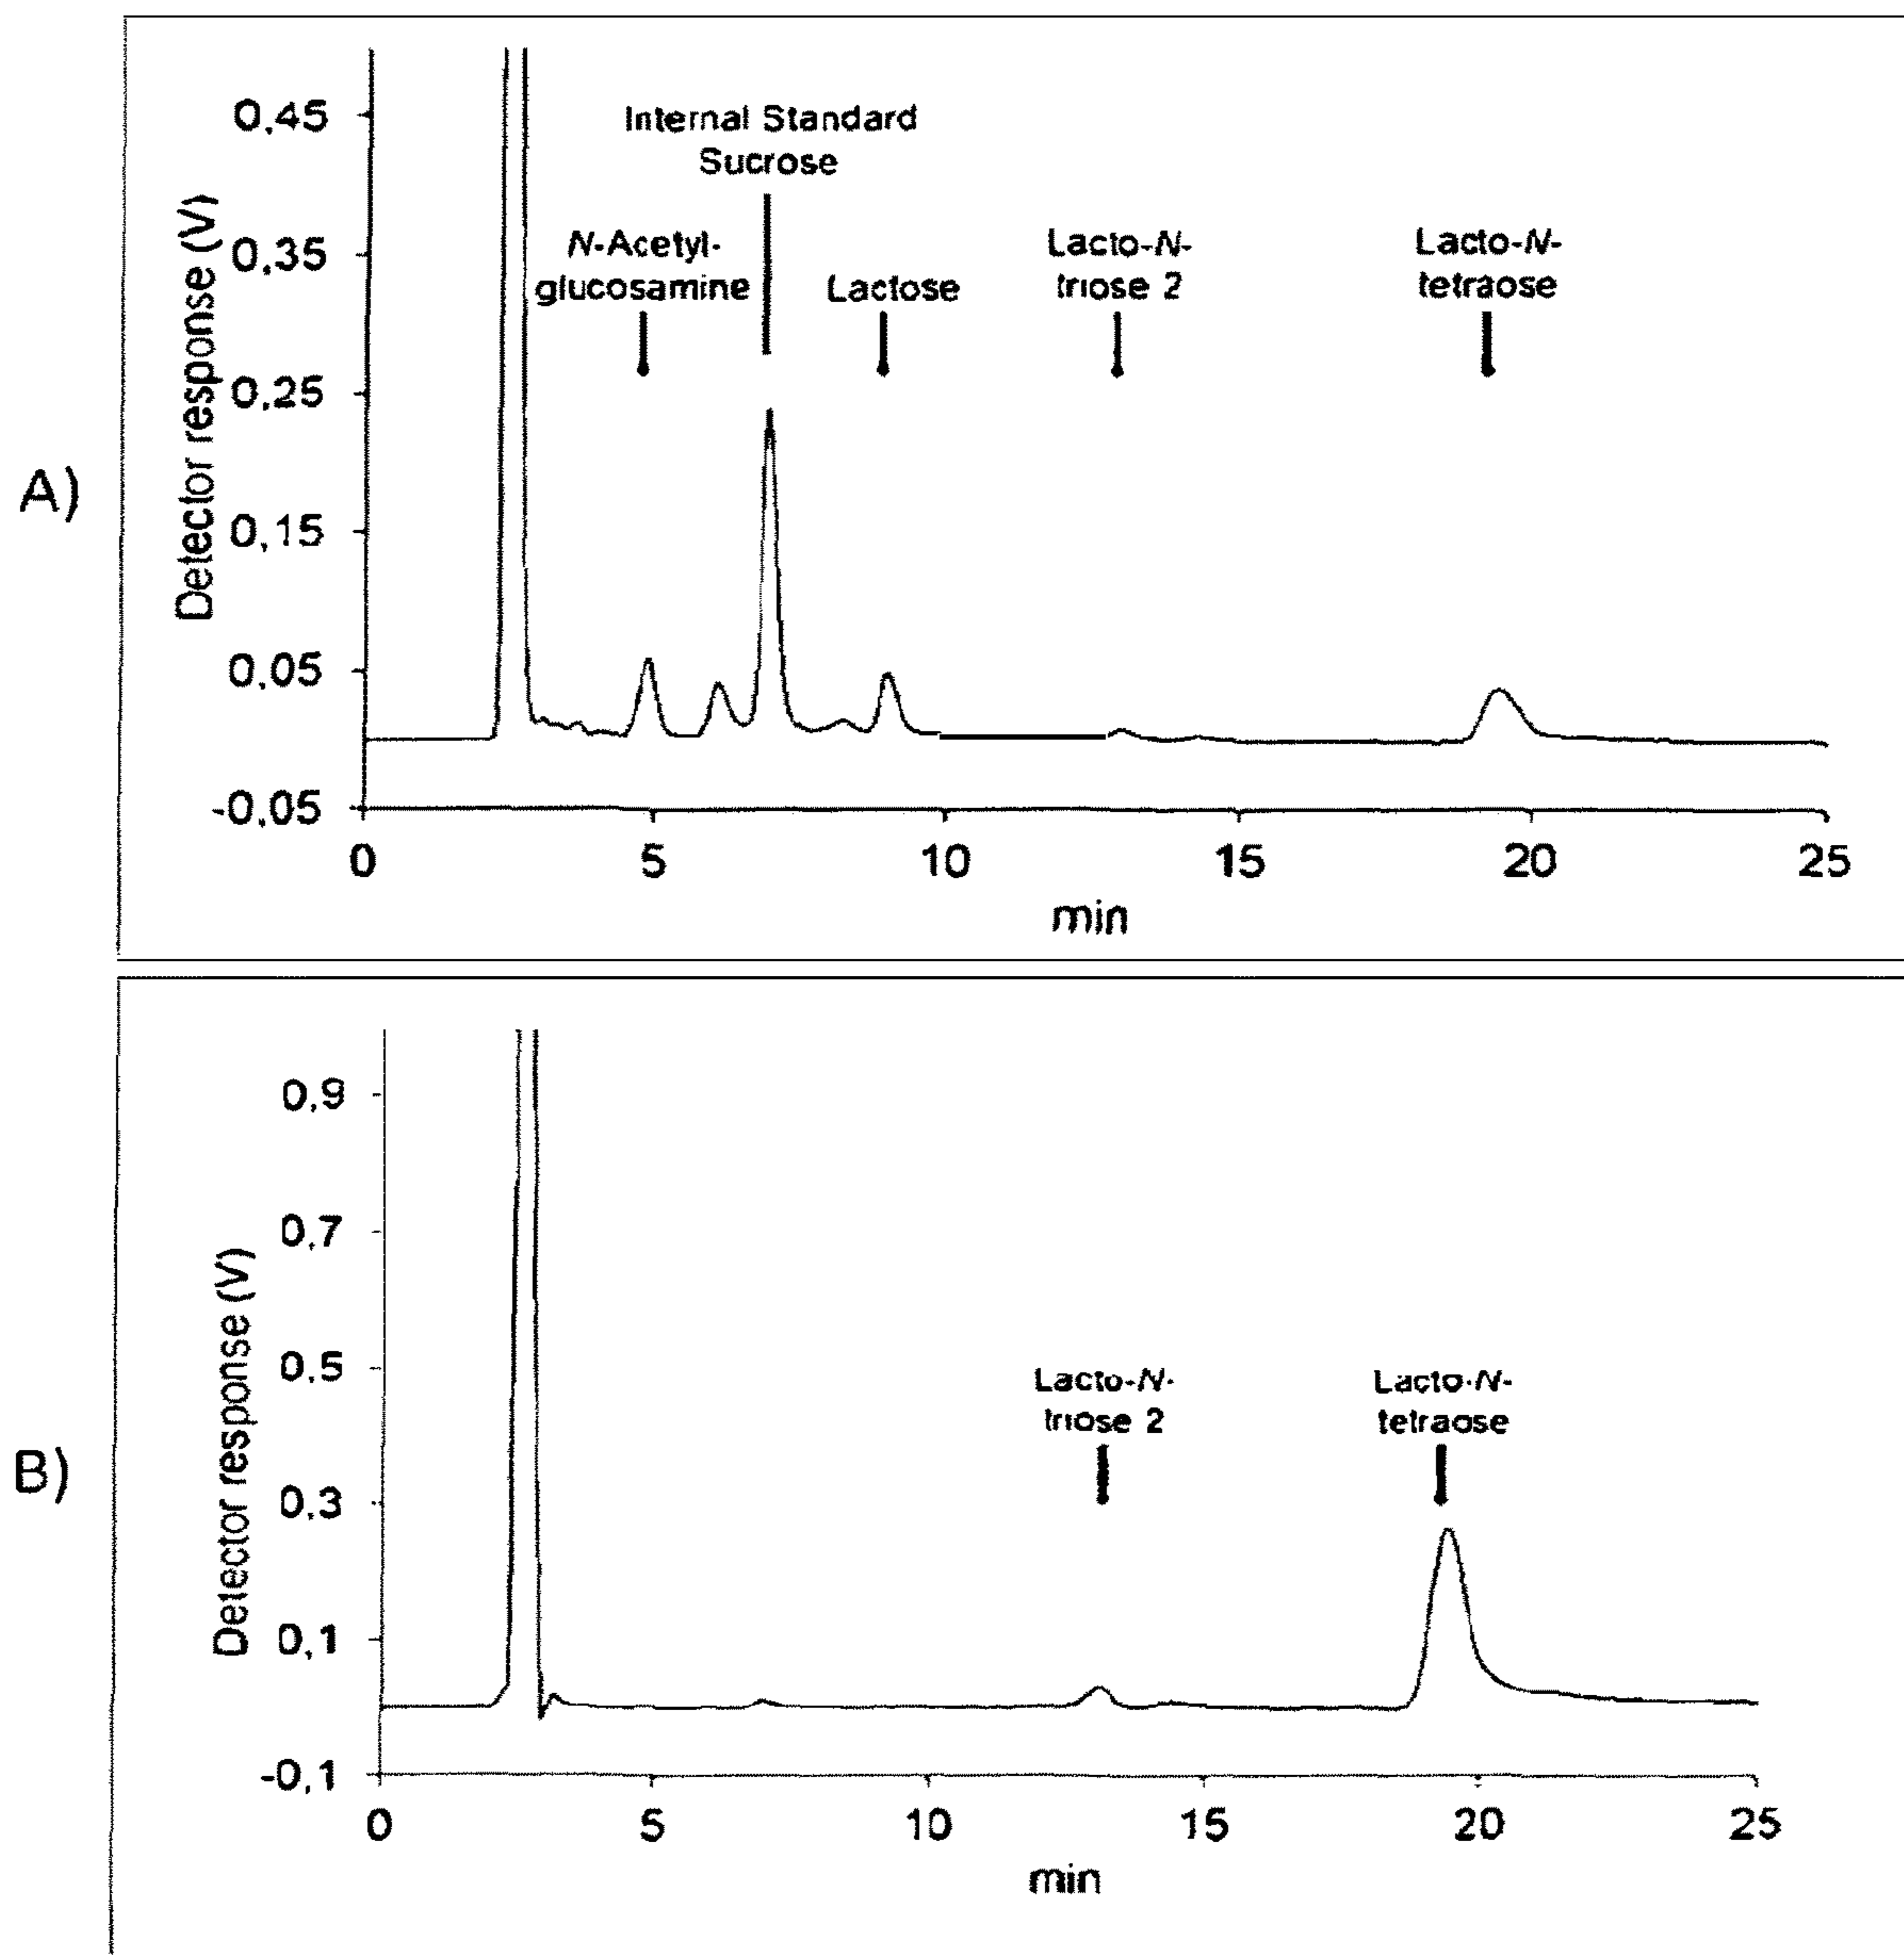 A)
Detector response (V)
0,45
0,35
0,25
0,15
0,05
-0,05
Internal Standard
Sucrose
N-Acetyl-
glucosamine
Lactose
Lacto-N-
triose 2
Lacto-N-
tetraose
0 5 10 15 20 25
min
B)
Detector response (V)
0,9
0,7
0,5
0,3
0,1
-0,1
Lacto-N-
triose 2
Lacto-N-
tetraose
0 5 10 15 20 25
min